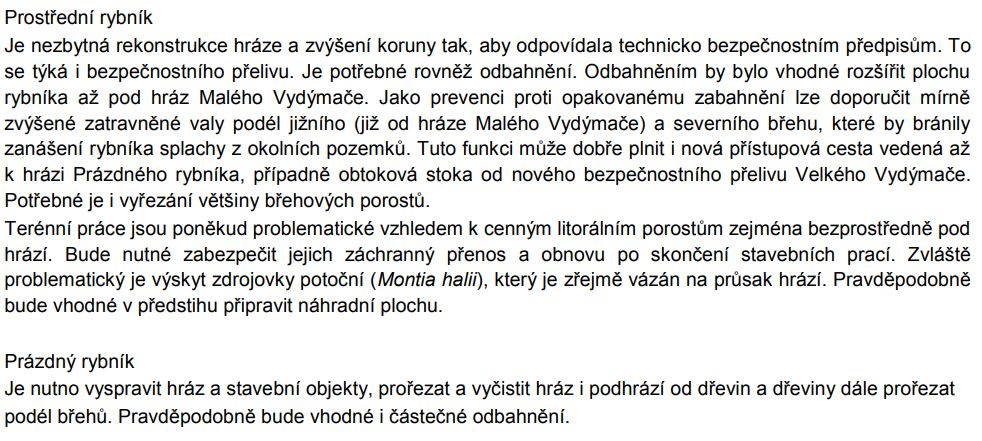 Prostřední rybník
Je nezbytná rekonstrukce hráze a zvýšení koruny tak, aby odpovídala technicko bezpečnostním předpisům. To
se týká i bezpečnostního přelivu. Je potřebné rovněž odbahnění. Odbahněním by bylo vhodné rozšířit plochu
rybníka až pod hráz Malého Vydýmače. Jako prevenci proti opakovanému zabahnění lze doporučit mírně
zvýšené zatravněné valy podél jižního (již od hráze Malého Vydýmače) a severního břehu, které by bránily
zanášení rybníka splachy z okolních pozemků. Tuto funkci může dobře plnit i nová přístupová cesta vedená až
k hrázi Prázdného rybníka, případně obtoková stoka od nového bezpečnostního přelivu Velkého Vydýmače.
Potřebné je i vyřezání většiny břehových porostů.
Terénní práce jsou poněkud problematické vzhledem k cenným litorálním porostům zejména bezprostředně pod
hrází. Bude nutné zabezpečit jejich záchranný přenos a obnovu po skončení stavebních prací. Zvláště
problematický je výskyt zdrojovky potoční (Montia halii), který je zřejmě vázán na průsak hrází. Pravděpodobně
bude vhodné v předstihu připravit náhradní plochu.
Prázdný rybník
Je nutno vyspravit hráz a stavební objekty, prořezat a vyčistit hráz i podhrází od dřevin a dřeviny dále prořezat
podél břehů. Pravděpodobně bude vhodné i částečné odbahnění.